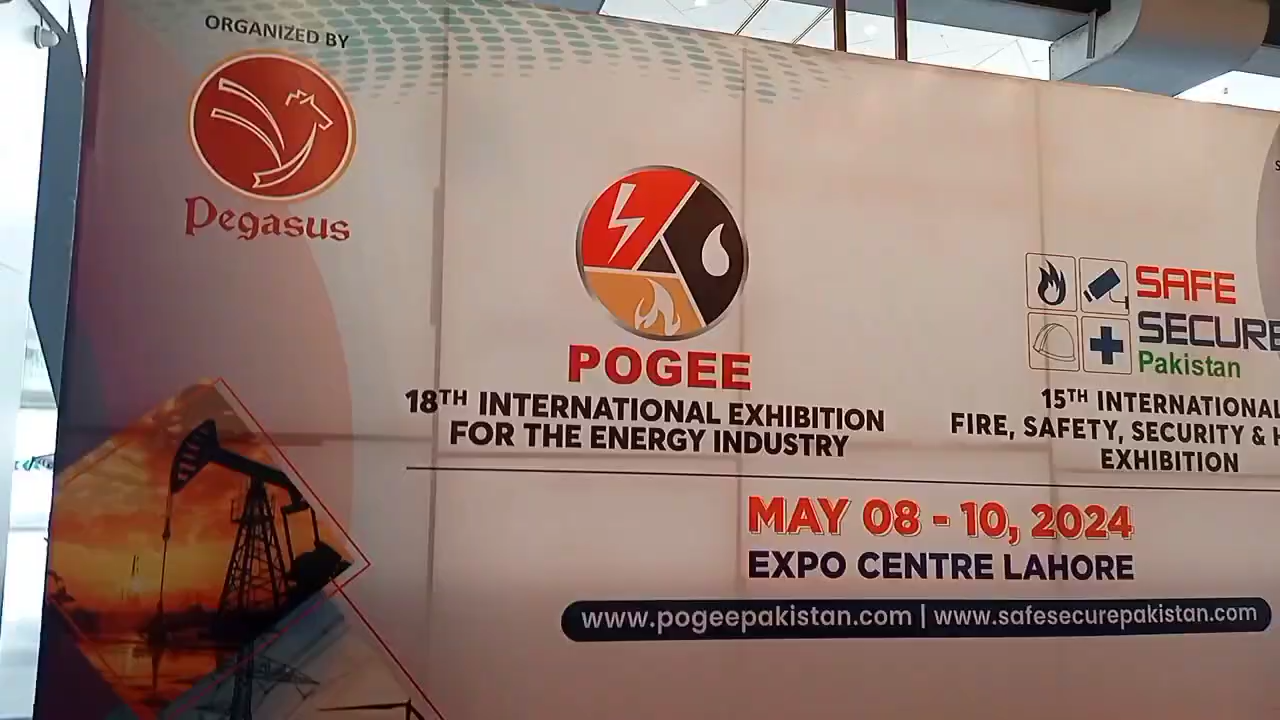 ORGANIZED BY
Pegasus
POGEE
18TH INTERNATIONAL EXHIBITION
FOR THE ENERGY INDUSTRY
SAFE
SECURE
Pakistan
15TH INTERNATIONAL
FIRE, SAFETY, SECURITY &
EXHIBITION
MAY 08 - 10, 2024
EXPO CENTRE LAHORE
www.pogeepakistan.com | www.safesecurepakistan.com